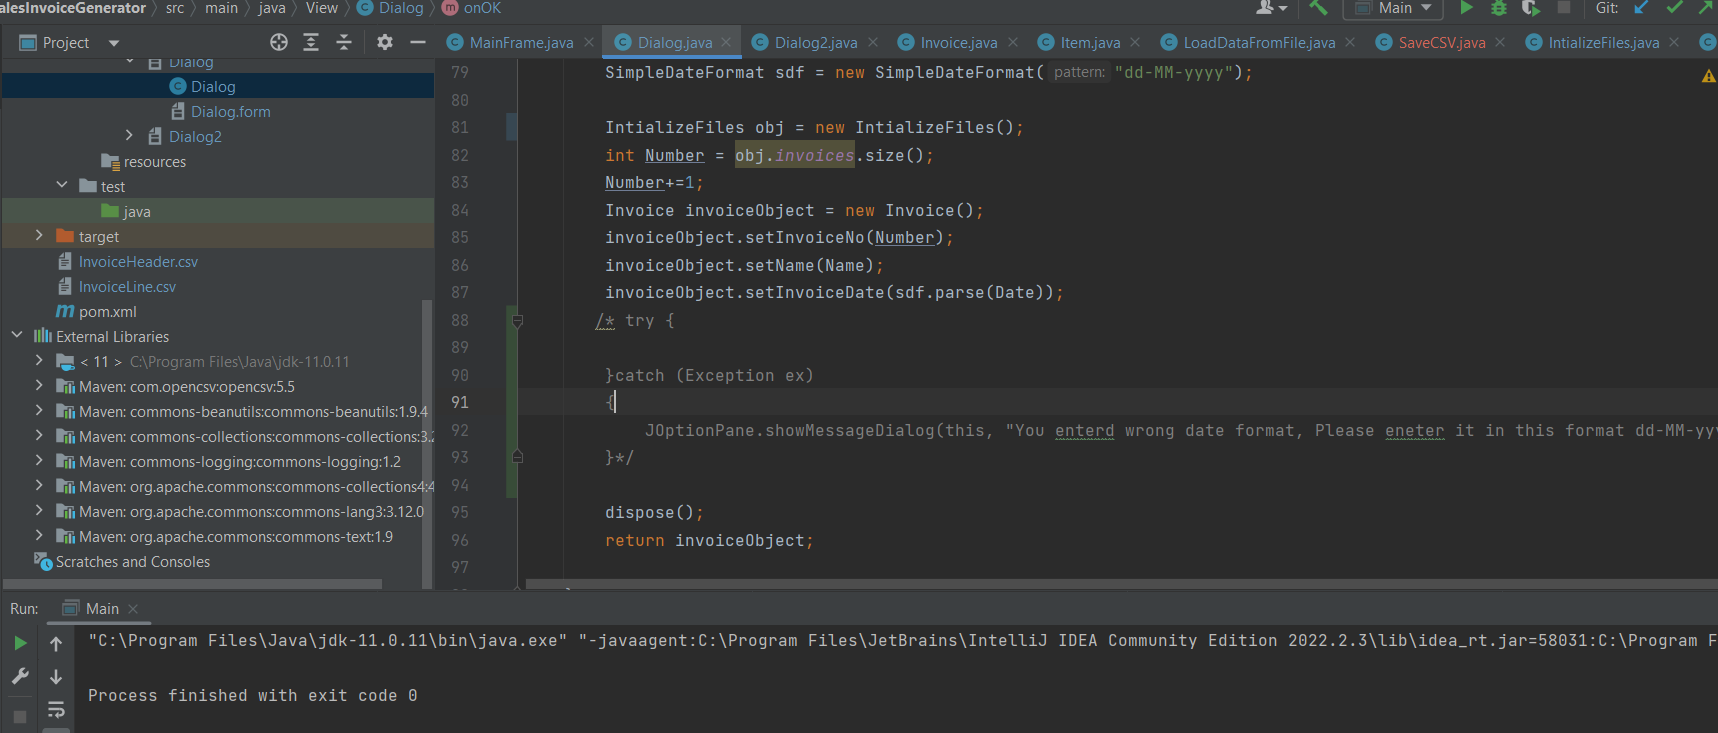 alesInvoiceGenerator src main java View Dialog onOK
Main Git:
Project
MainFrame.java Dialog.java Dialog2.java Invoice.java Item.java LoadDataFromFile.java SaveCSV.java IntializeFiles.java
Dialog
Dialog
Dialog.form
Dialog2
resources
test
java
target
InvoiceHeader.csv
InvoiceLine.csv
pom.xml
External Libraries
< 11 > C:\Program Files\Java\jdk-11.0.11
Maven: com.opencsv:opencsv:5.5
Maven: commons-beanutils:commons-beanutils:1.9.4
Maven: commons-collections:commons-collections:3.2
Maven: commons-logging:commons-logging:1.2
Maven: org.apache.commons:commons-collections4:4
Maven: org.apache.commons:commons-lang3:3.12.0
Maven: org.apache.commons:commons-text:1.9
Scratches and Consoles
79 SimpleDateFormat sdf = new SimpleDateFormat( pattern: "dd-MM-yyyy");
80
81 IntializeFiles obj = new IntializeFiles();
82 int Number = obj.invoices.size();
83 Number+=1;
84 Invoice invoiceObject = new Invoice();
85 invoiceObject.setInvoiceNo(Number);
86 invoiceObject.setName(Name);
87 invoiceObject.setInvoiceDate(sdf.parse(Date));
88 /* try {
89
90 }catch (Exception ex)
91 {
92 JOptionPane.showMessageDialog(this, "You enterd wrong date format, Please eneter it in this format dd-MM-yy
93 }*/
94
95 dispose();
96 return invoiceObject;
97
Run: Main
"C:\Program Files\Java\jdk-11.0.11\bin\java.exe" "-javaagent:C:\Program Files\JetBrains\IntelliJ IDEA Community Edition 2022.2.3\lib\idea_rt.jar=58031:C:\Program F
Process finished with exit code 0